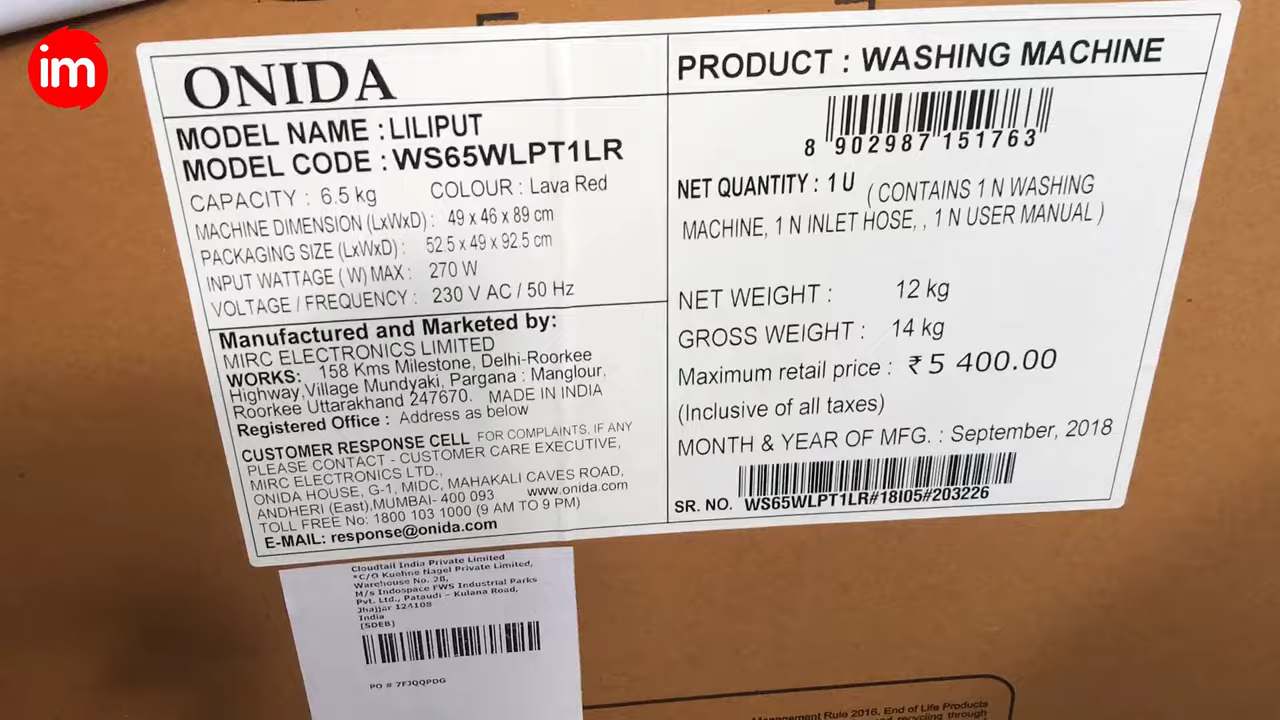 im
ONIDA
MODEL NAME : LILIPUT
MODEL CODE : WS65WLPT1LR
CAPACITY : 6.5 kg COLOUR : Lava Red
MACHINE DIMENSION (LxWxD) : 49 x 46 x 89 cm
PACKAGING SIZE (LxWxD) : 52.5 x 49 x 92.5 cm
INPUT WATTAGE ( W ) MAX : 270 W
VOLTAGE / FREQUENCY : 230 V AC / 50 Hz
Manufactured and Marketed by:
MIRC ELECTRONICS LIMITED
WORKS: 158 Kms Milestone, Delhi-Roorkee
Highway,Village Mundyaki, Pargana : Manglour,
Roorkee Uttarakhand 247670. MADE IN INDIA
Registered Office : Address as below
CUSTOMER RESPONSE CELL FOR COMPLAINTS, IF ANY
PLEASE CONTACT - CUSTOMER CARE EXECUTIVE,
MIRC ELECTRONICS LTD.,
ONIDA HOUSE, G-1, MIDC, MAHAKALI CAVES ROAD,
ANDHERI (East),MUMBAI- 400 093 www.onida.com
TOLL FREE No: 1800 103 1000 (9 AM TO 9 PM)
E-MAIL: response@onida.com
PRODUCT : WASHING MACHINE
8 902987 151763
NET QUANTITY : 1 U ( CONTAINS 1 N WASHING
MACHINE, 1 N INLET HOSE, , 1 N USER MANUAL )
NET WEIGHT : 12 kg
GROSS WEIGHT : 14 kg
Maximum retail price : ₹ 5 400.00
(Inclusive of all taxes)
MONTH & YEAR OF MFG. : September, 2018
SR. NO. WS65WLPT1LR#18I05#203226
Cloudtail India Private Limited
*C/O Kuehne Nagel Private Limited,
Warehouse No. 2B,
M/s Indospace FWS Industrial Parks
Pvt. Ltd., Pataudi – Kulana Road,
Jhajjar 124108
India
[SDEB]
PO # 7FJQQPDG
Management Rule 2016, End of Life Products
recycling through